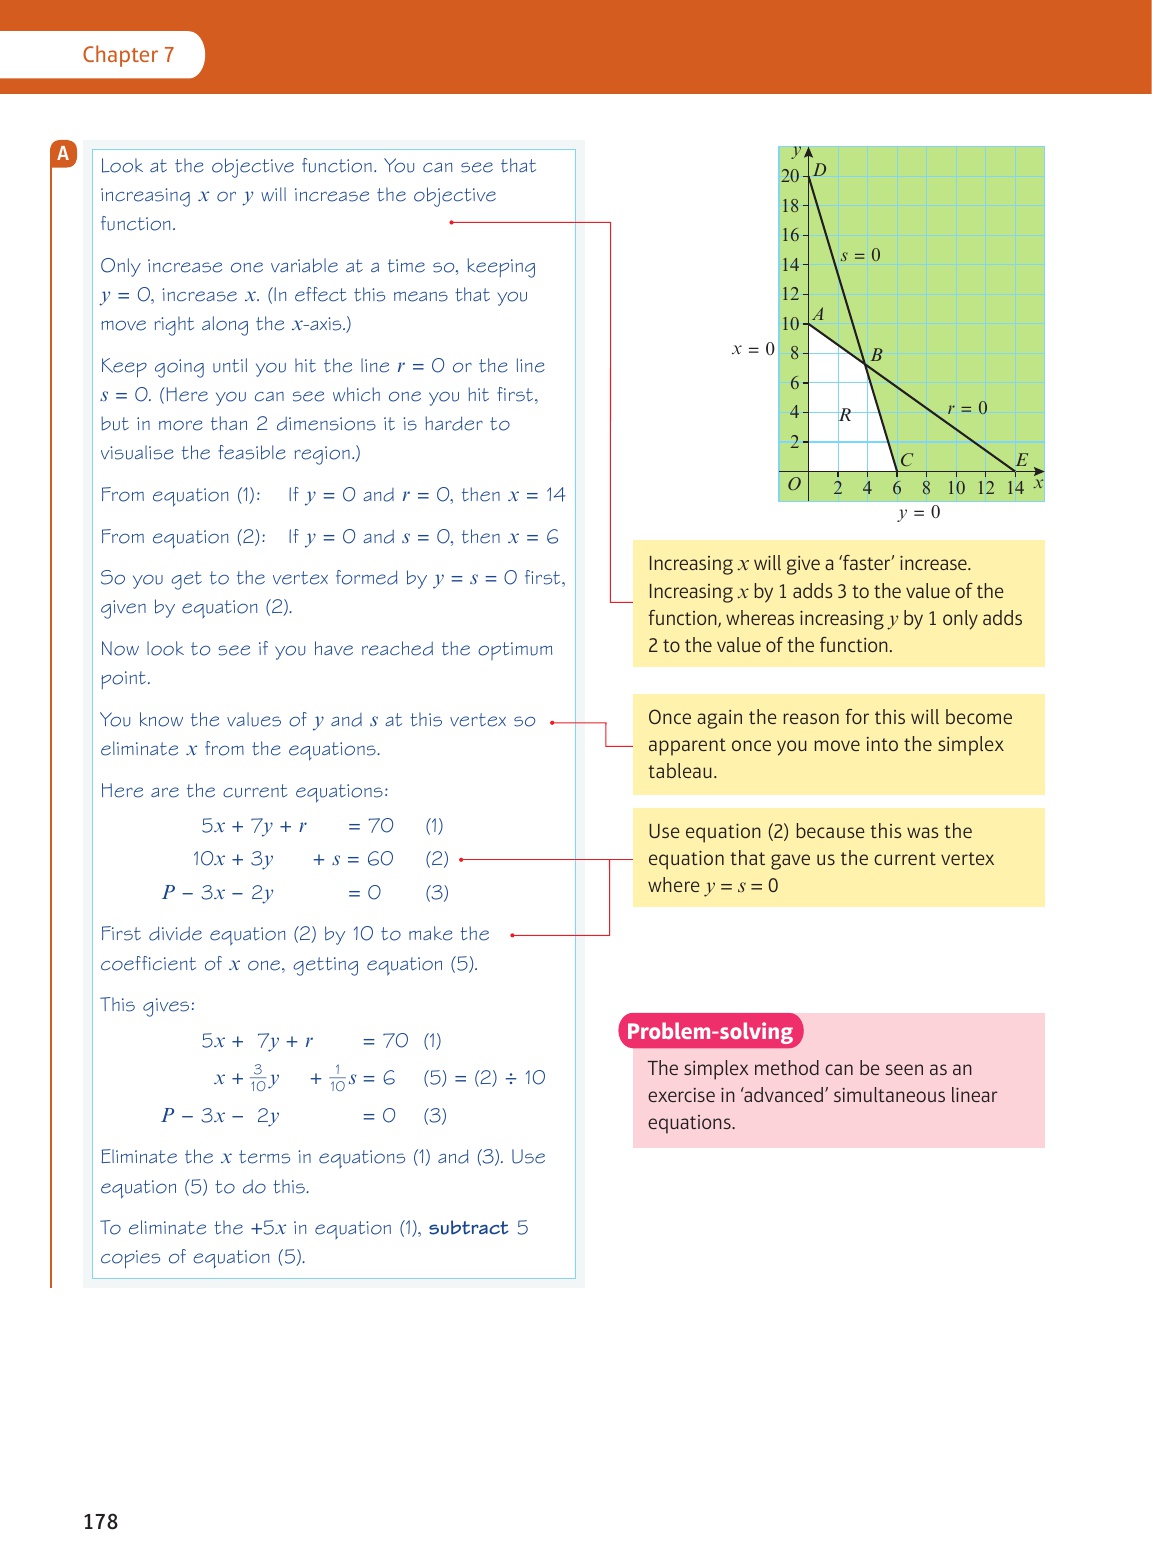 Chapter 7
A
Look at the objective function. You can see that
increasing x or y will increase the objective
function.
Only increase one variable at a time so, keeping
y = 0, increase x. (In effect this means that you
move right along the x-axis.)
Keep going until you hit the line r = 0 or the line
s = 0. (Here you can see which one you hit first,
but in more than 2 dimensions it is harder to
visualise the feasible region.)
From equation (1): If y = 0 and r = 0, then x = 14
From equation (2): If y = 0 and s = 0, then x = 6
So you get to the vertex formed by y = s = 0 first,
given by equation (2).
Now look to see if you have reached the optimum
point.
You know the values of y and s at this vertex so
eliminate x from the equations.
Here are the current equations:
5x + 7y + r = 70 (1)
10x + 3y + s = 60 (2)
P − 3x − 2y = 0 (3)
First divide equation (2) by 10 to make the
coefficient of x one, getting equation (5).
This gives:
5x + 7y + r = 70 (1)
x + 3/10 y + 1/10 s = 6 (5) = (2) ÷ 10
P − 3x − 2y = 0 (3)
Eliminate the x terms in equations (1) and (3). Use
equation (5) to do this.
To eliminate the +5x in equation (1), subtract 5
copies of equation (5).
y
20 D
18
16
14 s = 0
12
10 A
x = 0 8 B
6
4 R r = 0
2
C E
O 2 4 6 8 10 12 14 x
y = 0
Increasing x will give a ‘faster’ increase.
Increasing x by 1 adds 3 to the value of the
function, whereas increasing y by 1 only adds
2 to the value of the function.
Once again the reason for this will become
apparent once you move into the simplex
tableau.
Use equation (2) because this was the
equation that gave us the current vertex
where y = s = 0
Problem-solving
The simplex method can be seen as an
exercise in ‘advanced’ simultaneous linear
equations.
178